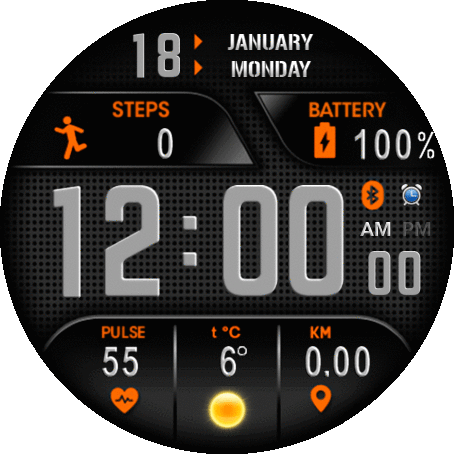 18 JANUARY
MONDAY
STEPS
0
BATTERY
100%
12:00
AM PM
00
PULSE
55
t °C
6°
KM
0,00